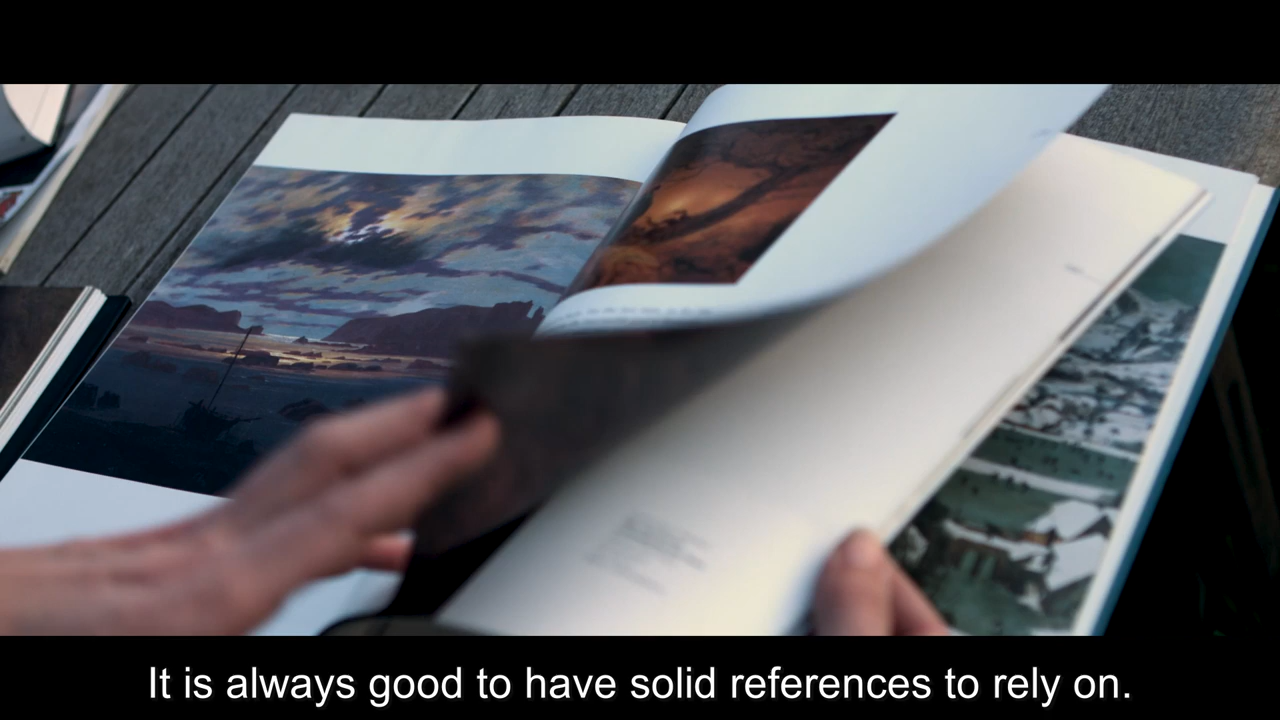 It is always good to have solid references to rely on.